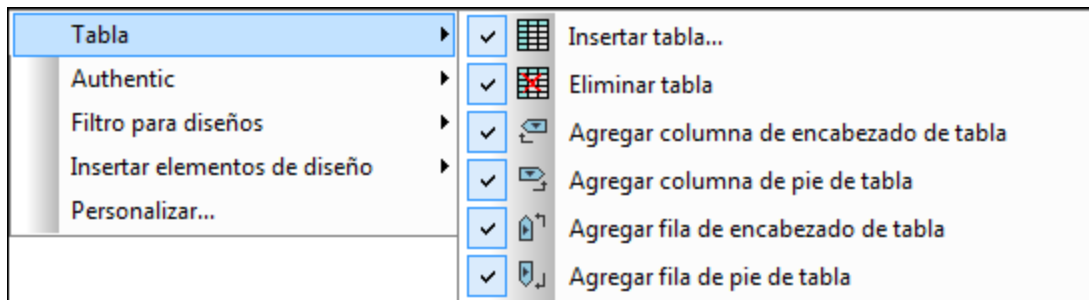 Tabla
Authentic
Filtro para diseños
Insertar elementos de diseño
Personalizar...
Insertar tabla...
Eliminar tabla
Agregar columna de encabezado de tabla
Agregar columna de pie de tabla
Agregar fila de encabezado de tabla
Agregar fila de pie de tabla